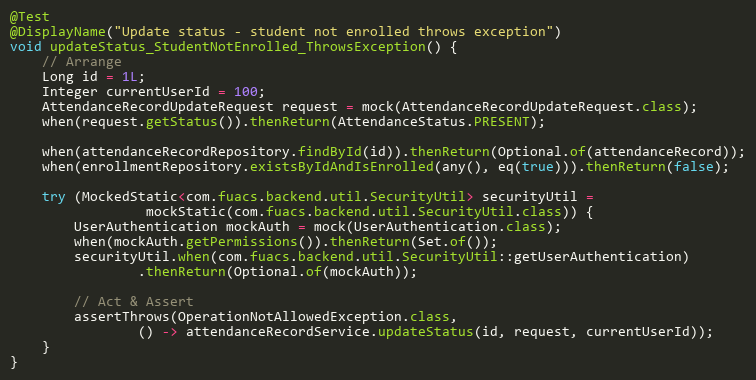 @Test
@DisplayName("Update status - student not enrolled throws exception")
void updateStatus_StudentNotEnrolled_ThrowsException() {
    // Arrange
    Long id = 1L;
    Integer currentUserId = 100;
    AttendanceRecordUpdateRequest request = mock(AttendanceRecordUpdateRequest.class);
    when(request.getStatus()).thenReturn(AttendanceStatus.PRESENT);

    when(attendanceRecordRepository.findById(id)).thenReturn(Optional.of(attendanceRecord));
    when(enrollmentRepository.existsByIdAndIsEnrolled(any(), eq(true))).thenReturn(false);

    try (MockedStatic<com.fuacs.backend.util.SecurityUtil> securityUtil =
                 mockStatic(com.fuacs.backend.util.SecurityUtil.class)) {
        UserAuthentication mockAuth = mock(UserAuthentication.class);
        when(mockAuth.getPermissions()).thenReturn(Set.of());
        securityUtil.when(com.fuacs.backend.util.SecurityUtil::getUserAuthentication)
                .thenReturn(Optional.of(mockAuth));

        // Act & Assert
        assertThrows(OperationNotAllowedException.class,
                () -> attendanceRecordService.updateStatus(id, request, currentUserId));
    }
}